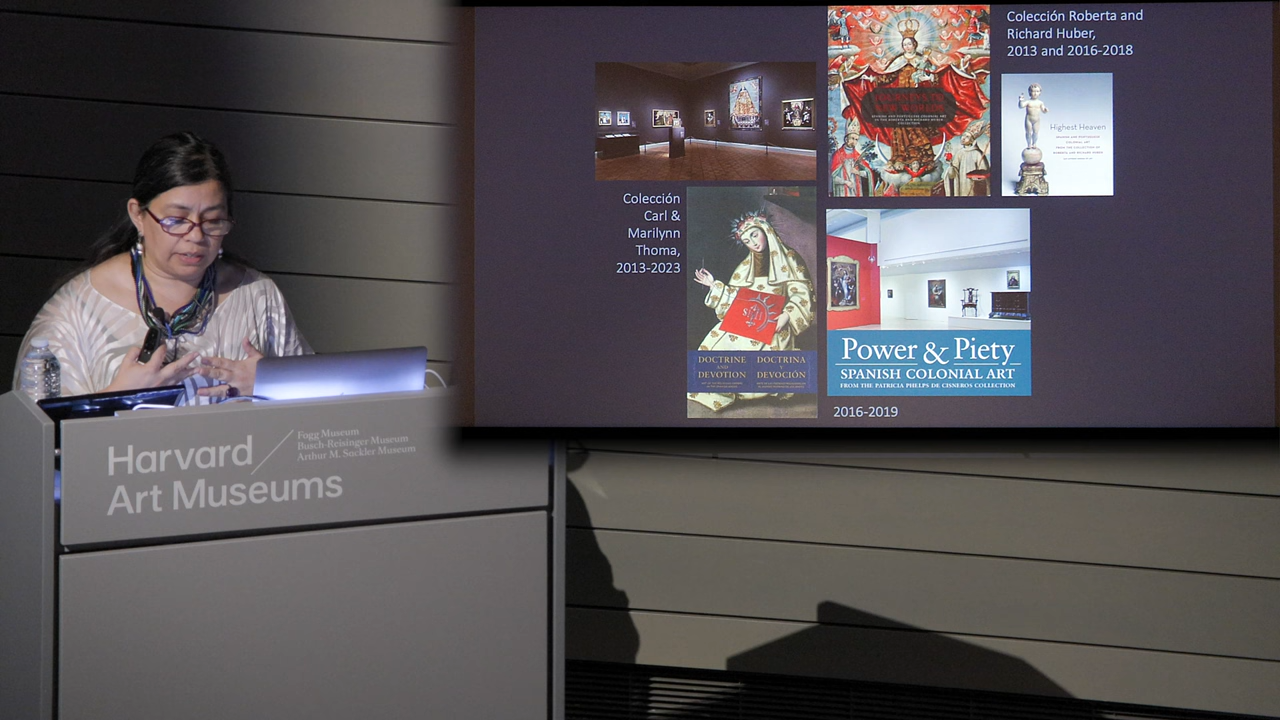 Colección Roberta and
Richard Huber,
2013 and 2016-2018
Highest Heaven
Colección
Carl &
Marilynn
Thoma,
2013-2023
DOCTRINE
AND
DEVOTION
DOCTRINA
Y
DEVOCIÓN
Power & Piety
SPANISH COLONIAL ART
FROM THE PATRICIA PHELPS DE CISNEROS COLLECTION
2016-2019
Harvard
Art Museums
Fogg Museum
Busch-Reisinger Museum
Arthur M. Sackler Museum